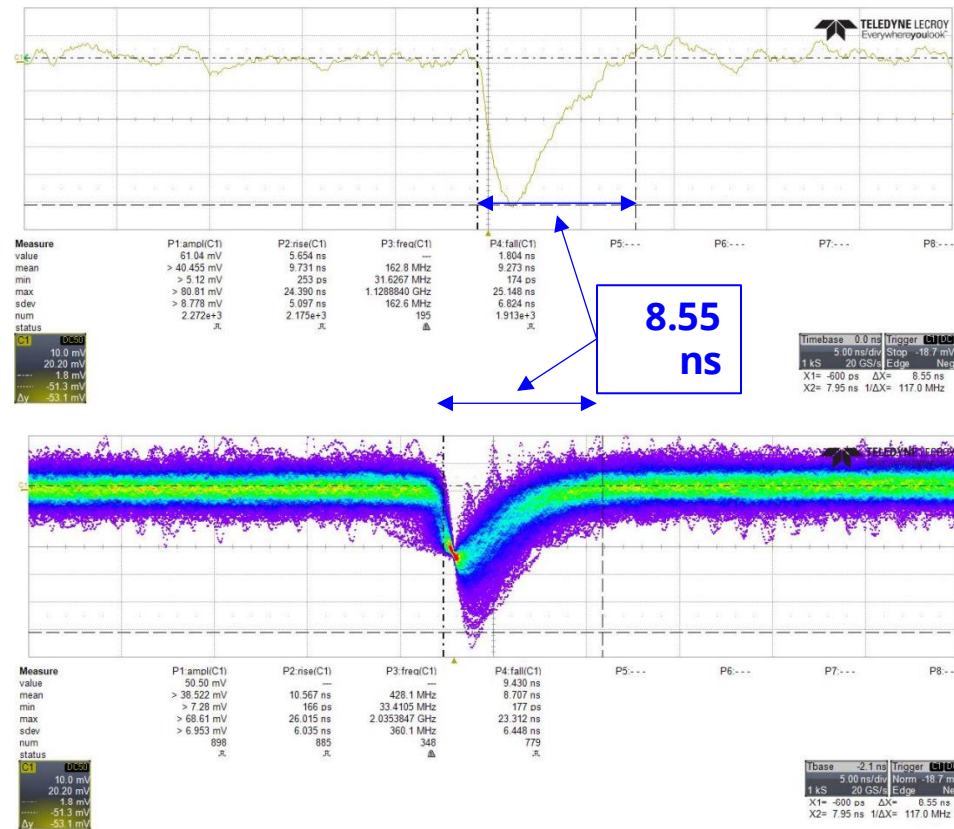 TELEDYNE LECROY
Everywhereyoulook
C1
Measure P1:ampl(C1) P2:rise(C1) P3:freq(C1) P4:fall(C1) P5:- - - P6:- - - P7:- - - P8:- -
value 61.04 mV 5.654 ns --- 1.804 ns
mean > 40.455 mV 9.731 ns 162.8 MHz 9.273 ns
min > 5.12 mV 253 ps 31.6267 MHz 174 ps
max > 80.81 mV 24.390 ns 1.1288840 GHz 25.148 ns
sdev > 8.778 mV 5.097 ns 162.6 MHz 6.824 ns
num 2.272e+3 2.175e+3 195 1.913e+3
status
8.55
ns
C1 DC50
10.0 mV
20.20 mV
1.8 mV
-51.3 mV
Δy -53.1 mV
Timebase 0.0 ns Trigger C1 DC
5.00 ns/div Stop -18.7 mV
1 kS 20 GS/s Edge Neg
X1= -600 ps ΔX= 8.55 ns
X2= 7.95 ns 1/ΔX= 117.0 MHz
TELEDYNE LECROY
C1
Measure P1:ampl(C1) P2:rise(C1) P3:freq(C1) P4:fall(C1) P5:- - - P6:- - - P7:- - - P8:- -
value 50.50 mV --- --- 9.430 ns
mean > 38.522 mV 10.567 ns 428.1 MHz 8.707 ns
min > 7.28 mV 166 ps 33.4105 MHz 177 ps
max > 68.61 mV 26.015 ns 2.0353847 GHz 23.312 ns
sdev > 6.953 mV 6.035 ns 360.1 MHz 6.448 ns
num 898 885 348 779
status
C1 DC50
10.0 mV
20.20 mV
1.8 mV
-51.3 mV
Δy -53.1 mV
Tbase -2.1 ns Trigger C1
5.00 ns/div Norm -18.7 m
1 kS 20 GS/s Edge Ne
X1= -600 ps ΔX= 8.55 ns
X2= 7.95 ns 1/ΔX= 117.0 MHz